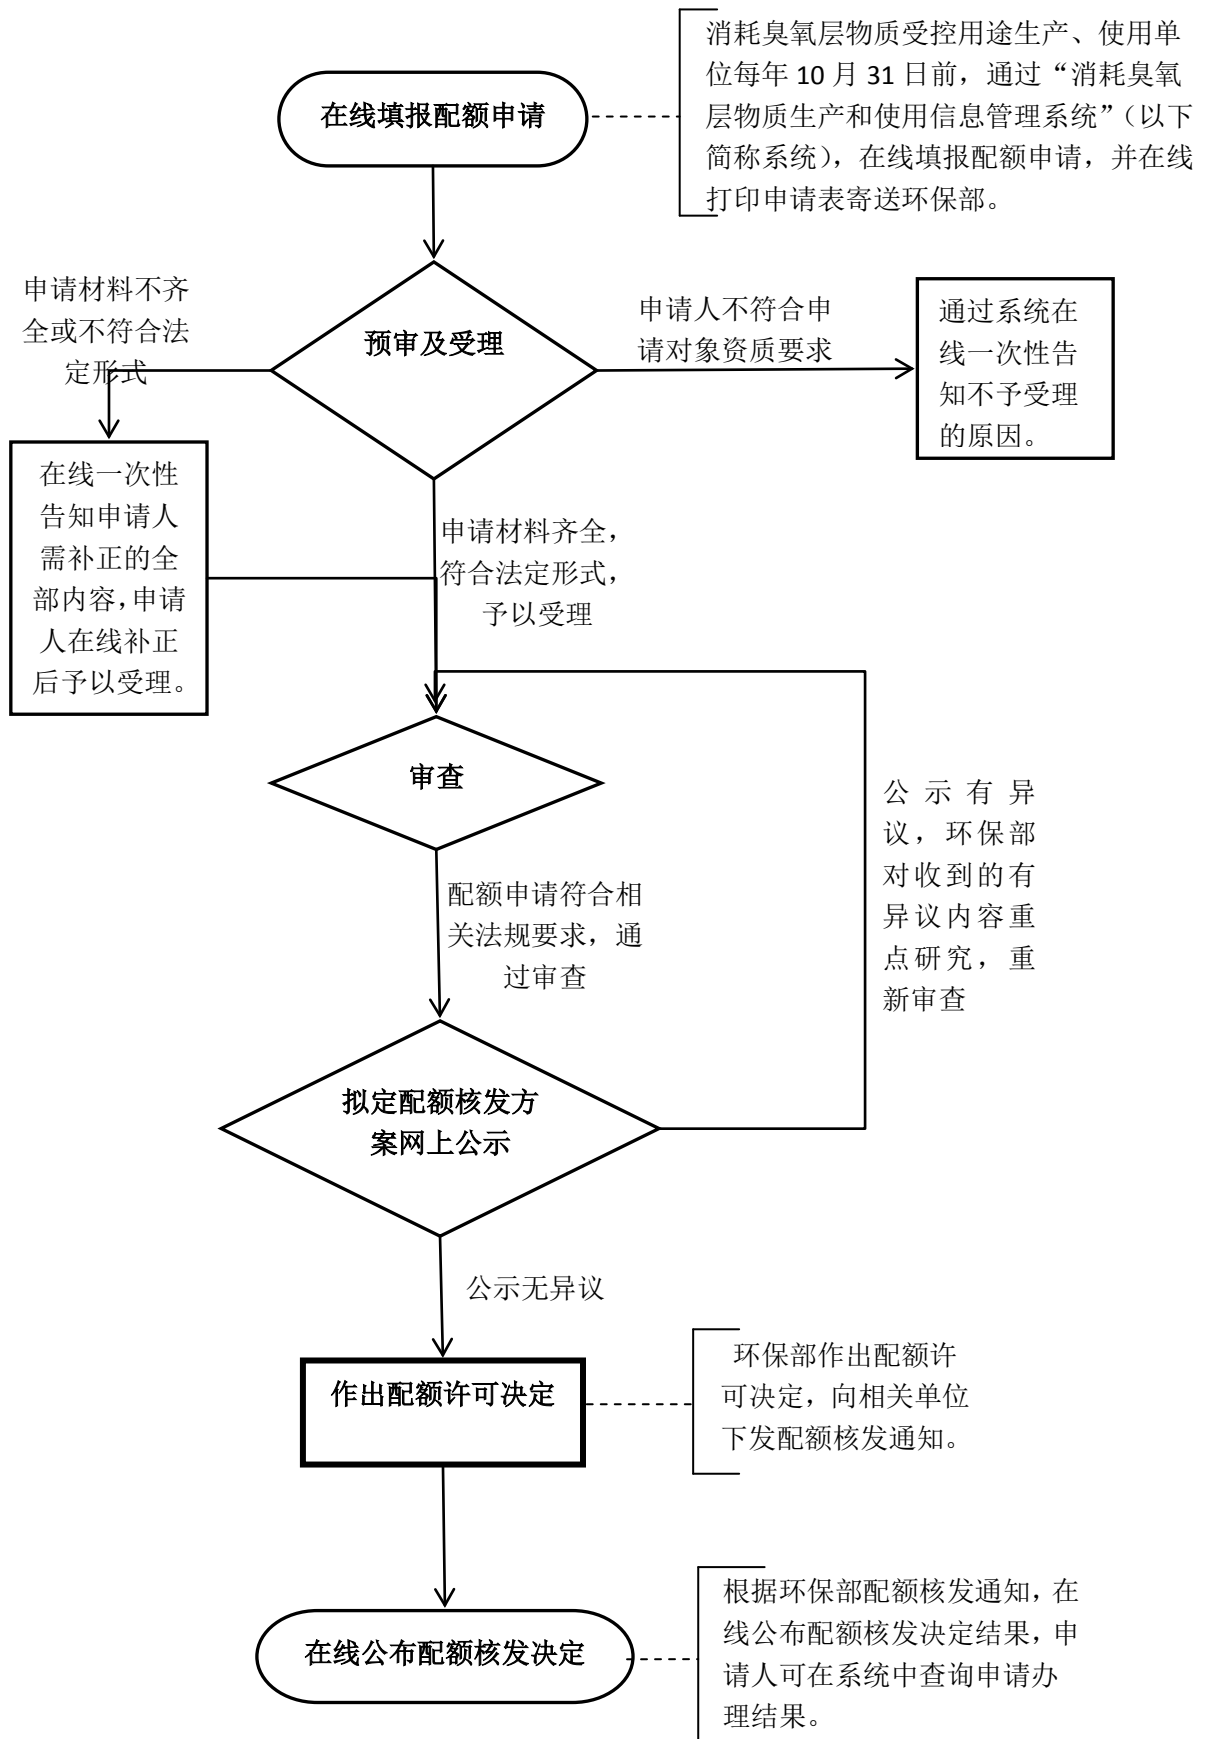 消耗臭氧层物质受控用途生产、使用单
位每年 10 月 31 日前，通过“消耗臭氧
层物质生产和使用信息管理系统”（以下
简称系统），在线填报配额申请，并在线
打印申请表寄送环保部。
在线填报配额申请
申请材料不齐
全或不符合法
定形式
预审及受理
申请人不符合申
请对象资质要求
通过系统在
线一次性告
知不予受理
的原因。
在线一次性
告知申请人
需补正的全
部内容，申请
人在线补正
后予以受理。
申请材料齐全，
符合法定形式，
予以受理
审查
公示有异
议，环保部
对收到的有
异议内容重
点研究，重
新审查
配额申请符合相
关法规要求，通
过审查
拟定配额核发方
案网上公示
公示无异议
作出配额许可决定
环保部作出配额许
可决定，向相关单位
下发配额核发通知。
在线公布配额核发决定
根据环保部配额核发通知，在
线公布配额核发决定结果，申
请人可在系统中查询申请办
理结果。